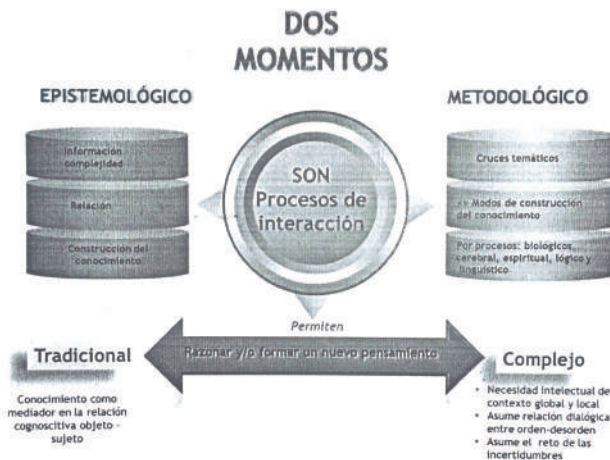 DOS
MOMENTOS
EPISTEMOLÓGICO
METODOLÓGICO
Información
complejidad
Relación
Construcción del
conocimiento
SON
Procesos de
interacción
Cruces temáticos
Modos de construcción
del conocimiento
Por procesos: biológicos,
cerebral, espiritual, lógico y
linguistico
Permiten
Razonar y/o formar un nuevo pensamiento
Tradicional
Complejo
Conocimiento como
mediador en la relación
cognoscitiva objeto -
sujeto
• Necesidad intelectual de
contexto global y local
• Asume relación dialógica
entre orden-desorden
• Asume el reto de las
incertidumbres